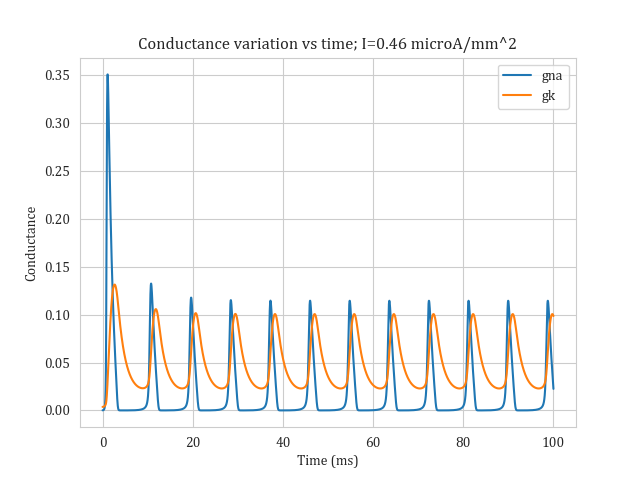 Conductance variation vs time; I=0.46 microA/mm^2
gna
gk
Conductance
0.35
0.30
0.25
0.20
0.15
0.10
0.05
0.00
0 20 40 60 80 100
Time (ms)